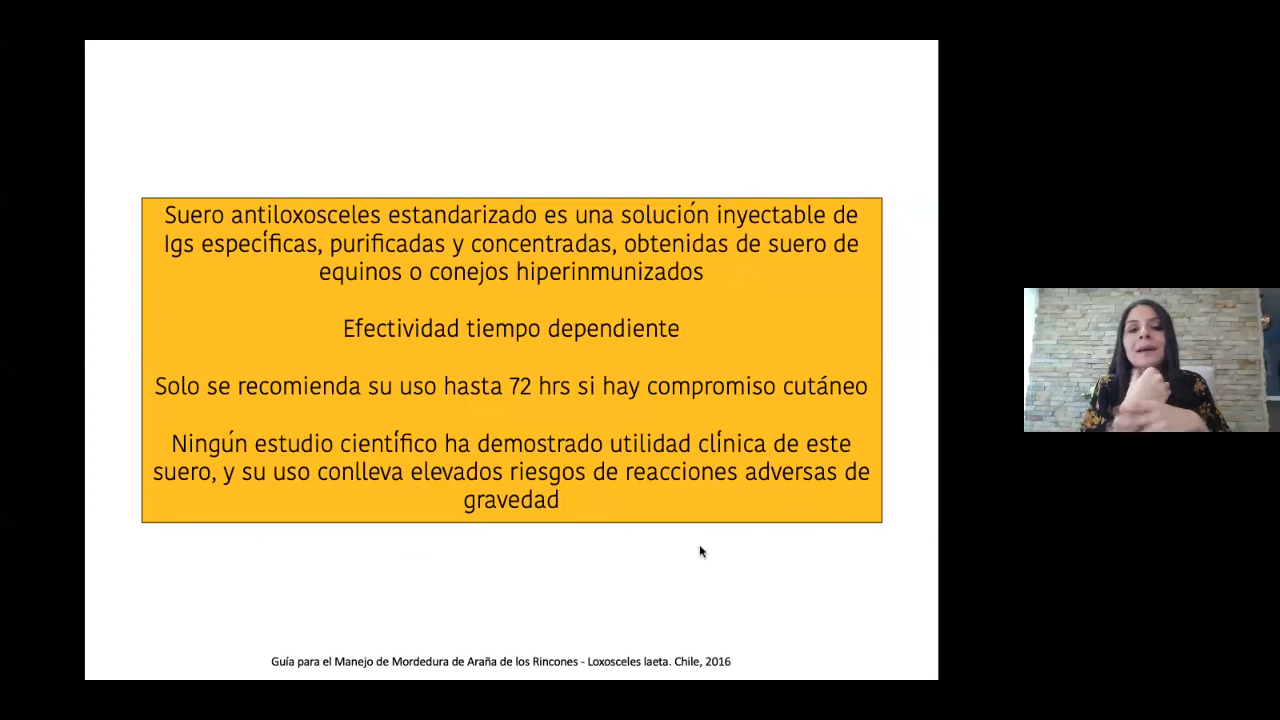 Suero antiloxosceles estandarizado es una solución inyectable de
Igs específicas, purificadas y concentradas, obtenidas de suero de
equinos o conejos hiperinmunizados
Efectividad tiempo dependiente
Solo se recomienda su uso hasta 72 hrs si hay compromiso cutáneo
Ningún estudio científico ha demostrado utilidad clínica de este
suero, y su uso conlleva elevados riesgos de reacciones adversas de
gravedad
Guía para el Manejo de Mordedura de Araña de los Rincones - Loxosceles laeta. Chile, 2016